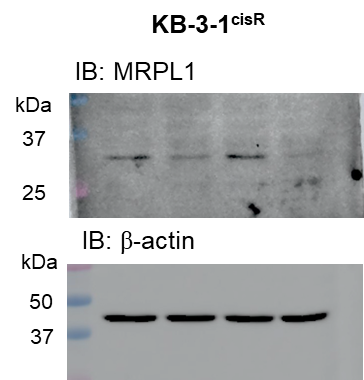 KB-3-1cisR
IB: MRPL1
kDa
37
25
IB: β-actin
kDa
50
37